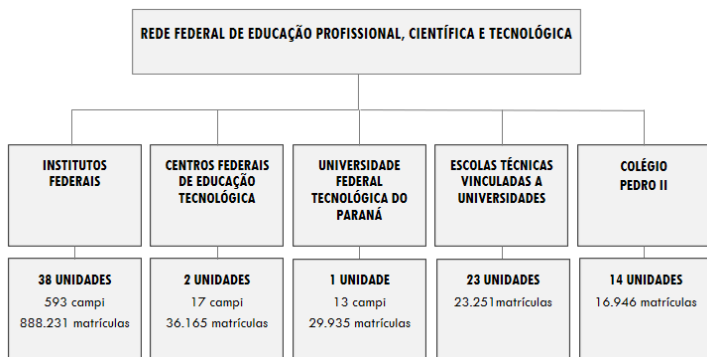 REDE FEDERAL DE EDUCAÇÃO PROFISSIONAL, CIENTÍFICA E TECNOLÓGICA
INSTITUTOS
FEDERAIS
CENTROS FEDERAIS
DE EDUCAÇÃO
TECNOLÓGICA
UNIVERSIDADE
FEDERAL
TECNOLÓGICA DO
PARANÁ
ESCOLAS TÉCNICAS
VINCULADAS A
UNIVERSIDADES
COLÉGIO
PEDRO II
38 UNIDADES
593 campi
888.231 matrículas
2 UNIDADES
17 campi
36.165 matrículas
1 UNIDADE
13 campi
29.935 matrículas
23 UNIDADES
23.251matrículas
14 UNIDADES
16.946 matrículas